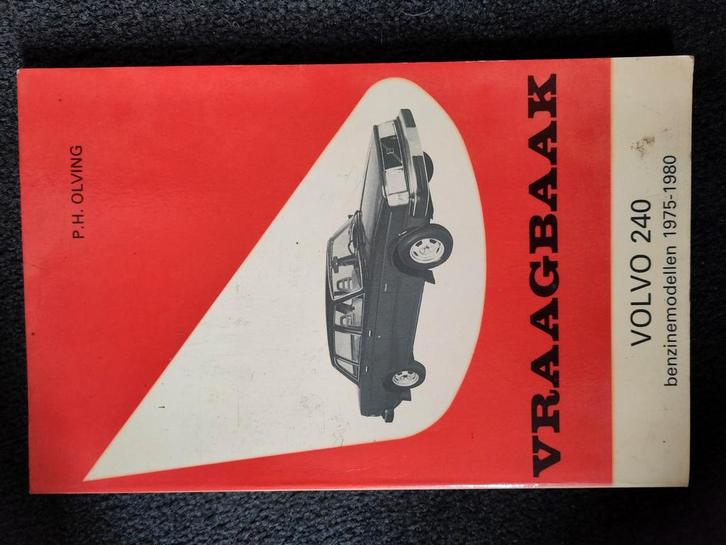 P.H. OLVING
VRAAGBAAK
VOLVO 240
benzinemodellen 1975-1980